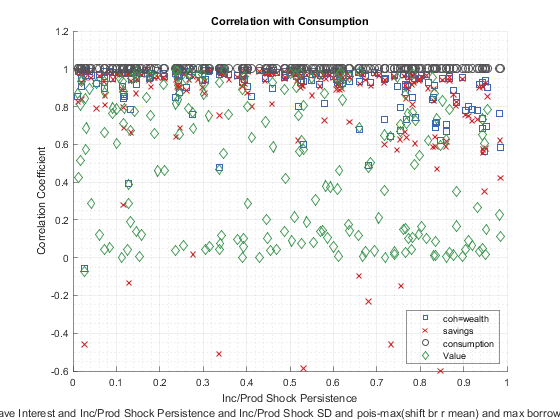 Correlation with Consumption
1.2
1
0.8
0.6
0.4
0.2
0
-0.2
-0.4
-0.6
Correlation Coefficient
coh=wealth
savings
consumption
Value
0 0.1 0.2 0.3 0.4 0.5 0.6 0.7 0.8 0.9 1
Inc/Prod Shock Persistence
ave Interest and Inc/Prod Shock Persistence and Inc/Prod Shock SD and pois-max(shift br r mean) and max borrow